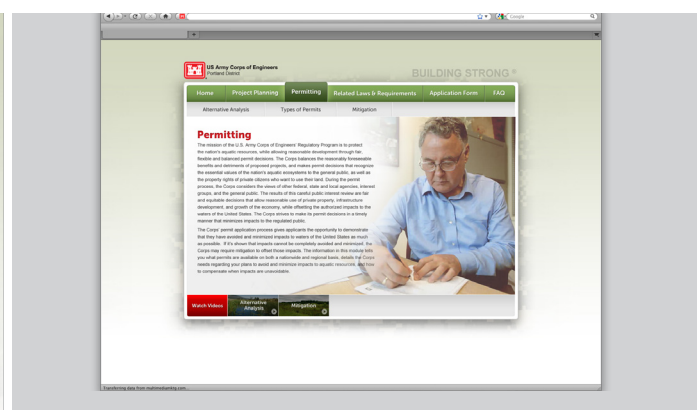 Google
US Army Corps of Engineers
Portland District
BUILDING STRONG®
Home Project Planning Permitting Related Laws & Requirements Application Form FAQ
Alternative Analysis Types of Permits Mitigation
Permitting
The mission of the U.S. Army Corps of Engineers' Regulatory Program is to protect
the nation's aquatic resources, while allowing reasonable development through fair,
flexible and balanced permit decisions. The Corps balances the reasonably foreseeable
benefits and detriments of proposed projects, and makes permit decisions that recognize
the essential values of the nation's aquatic ecosystems to the general public, as well as
the property rights of private citizens who want to use their land. During the permit
process, the Corps considers the views of other federal, state and local agencies, interest
groups, and the general public. The results of this careful public interest review are fair
and equitable decisions that allow reasonable use of private property, infrastructure
development, and growth of the economy, while offsetting the authorized impacts to the
waters of the United States. The Corps strives to make its permit decisions in a timely
manner that minimizes impacts to the regulated public.
The Corps' permit application process gives applicants the opportunity to demonstrate
that they have avoided and minimized impacts to waters of the United States as much
as possible. If it's shown that impacts cannot be completely avoided and minimized, the
Corps may require mitigation to offset those impacts. The information in this module tells
you what permits are available on both a nationwide and regional basis, details the Corps
needs regarding your plans to avoid and minimize impacts to aquatic resources, and how
to compensate when impacts are unavoidable.
Watch Videos Alternative Analysis Mitigation